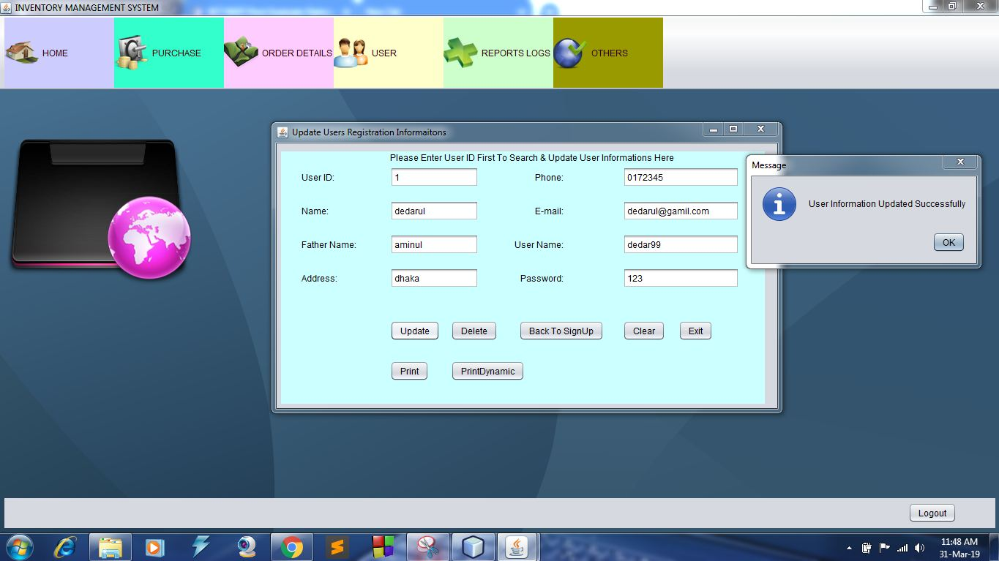 INVENTORY MANAGEMENT SYSTEM
HOME
PURCHASE
ORDER DETAILS
USER
REPORTS LOGS
OTHERS
Update Users Registration Informaitons
Please Enter User ID First To Search & Update User Informations Here
User ID: 1 Phone: 0172345
Name: dedarul E-mail: dedarul@gamil.com
Father Name: aminul User Name: dedar99
Address: dhaka Password: 123
Update Delete Back To SignUp Clear Exit
Print PrintDynamic
Message
User Information Updated Successfully
OK
Logout
11:48 AM
31-Mar-19